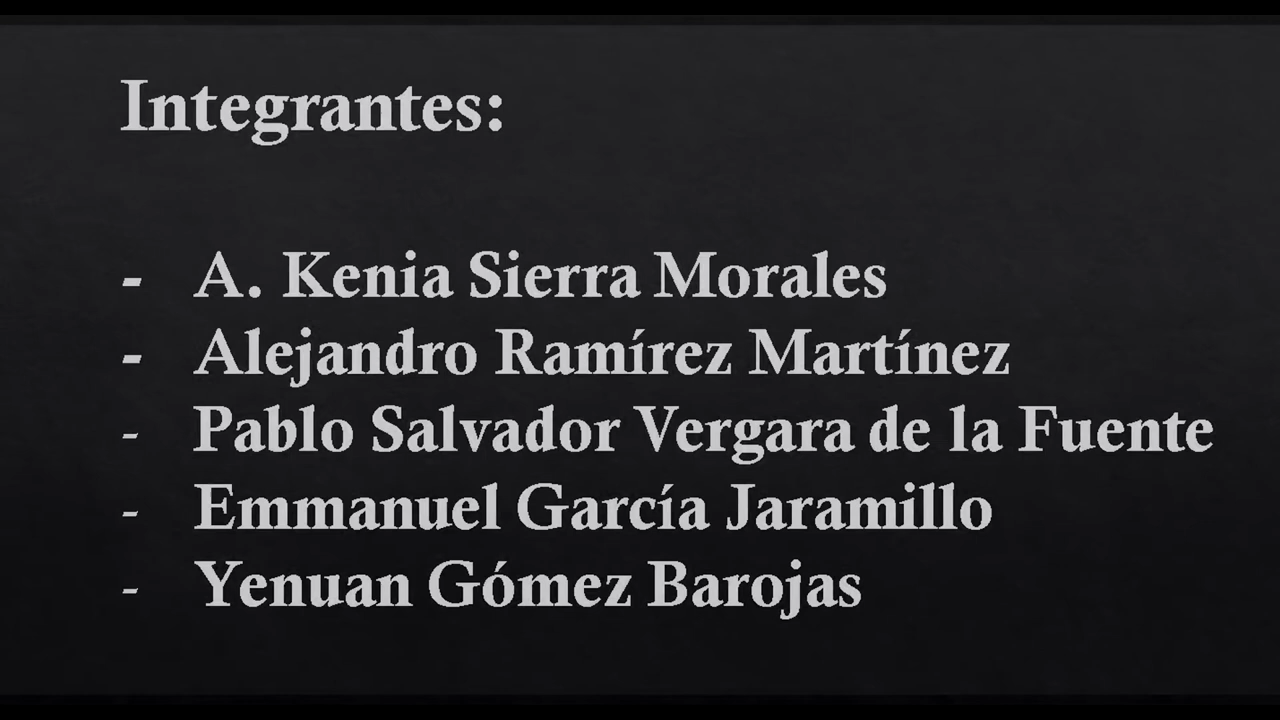 Integrantes:
- A. Kenia Sierra Morales
- Alejandro Ramírez Martínez
- Pablo Salvador Vergara de la Fuente
- Emmanuel García Jaramillo
- Yenuan Gómez Barojas